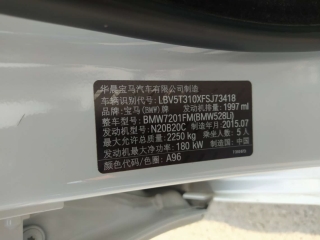 华晨宝马汽车有限公司制造
车辆识别代号: LBV5T310XFSJ73418
品牌: 宝马(BMW)牌 发动机排量: 1997 ml
整车型号: BMW7201FM(BMW528Li)
发动机型号: N20B20C 制造年月: 2015.07
最大允许总质量: 2250 kg 乘坐人数: 5 人
发动机最大净功率: 180 kW 制造国: 中国
颜色代码/色漆: A96